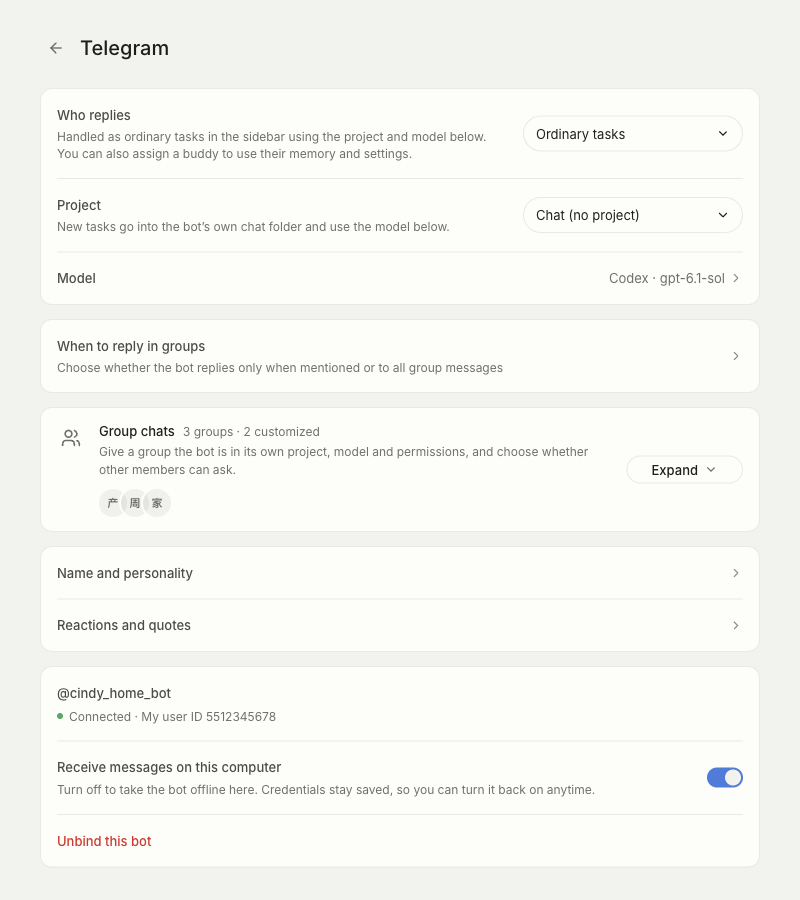 Telegram
Who replies
Handled as ordinary tasks in the sidebar using the project and model below.
You can also assign a buddy to use their memory and settings.
Ordinary tasks
Project
New tasks go into the bot’s own chat folder and use the model below.
Chat (no project)
Model
Codex · gpt-6.1-sol
When to reply in groups
Choose whether the bot replies only when mentioned or to all group messages
Group chats 3 groups · 2 customized
Give a group the bot is in its own project, model and permissions, and choose whether
other members can ask.
Expand
产 周 家
Name and personality
Reactions and quotes
@cindy_home_bot
Connected · My user ID 5512345678
Receive messages on this computer
Turn off to take the bot offline here. Credentials stay saved, so you can turn it back on anytime.
Unbind this bot